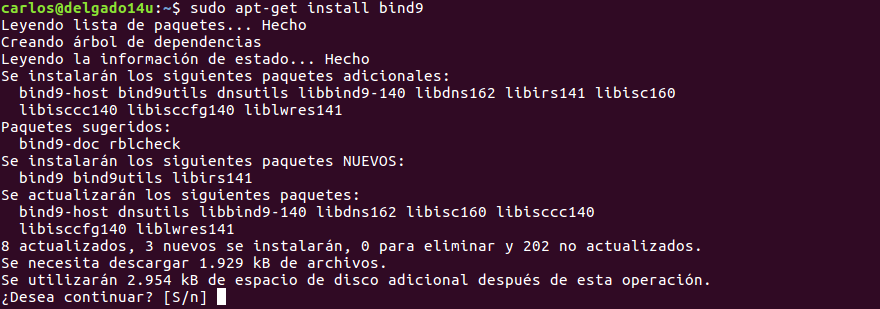 carlos@delgado14u:~$ sudo apt-get install bind9
Leyendo lista de paquetes... Hecho
Creando árbol de dependencias
Leyendo la información de estado... Hecho
Se instalarán los siguientes paquetes adicionales:
  bind9-host bind9utils dnsutils libbind9-140 libdns162 libirs141 libisc160
  libisccc140 libisccfg140 liblwres141
Paquetes sugeridos:
  bind9-doc rblcheck
Se instalarán los siguientes paquetes NUEVOS:
  bind9 bind9utils libirs141
Se actualizarán los siguientes paquetes:
  bind9-host dnsutils libbind9-140 libdns162 libisc160 libisccc140
  libisccfg140 liblwres141
8 actualizados, 3 nuevos se instalarán, 0 para eliminar y 202 no actualizados.
Se necesita descargar 1.929 kB de archivos.
Se utilizarán 2.954 kB de espacio de disco adicional después de esta operación.
¿Desea continuar? [S/n]